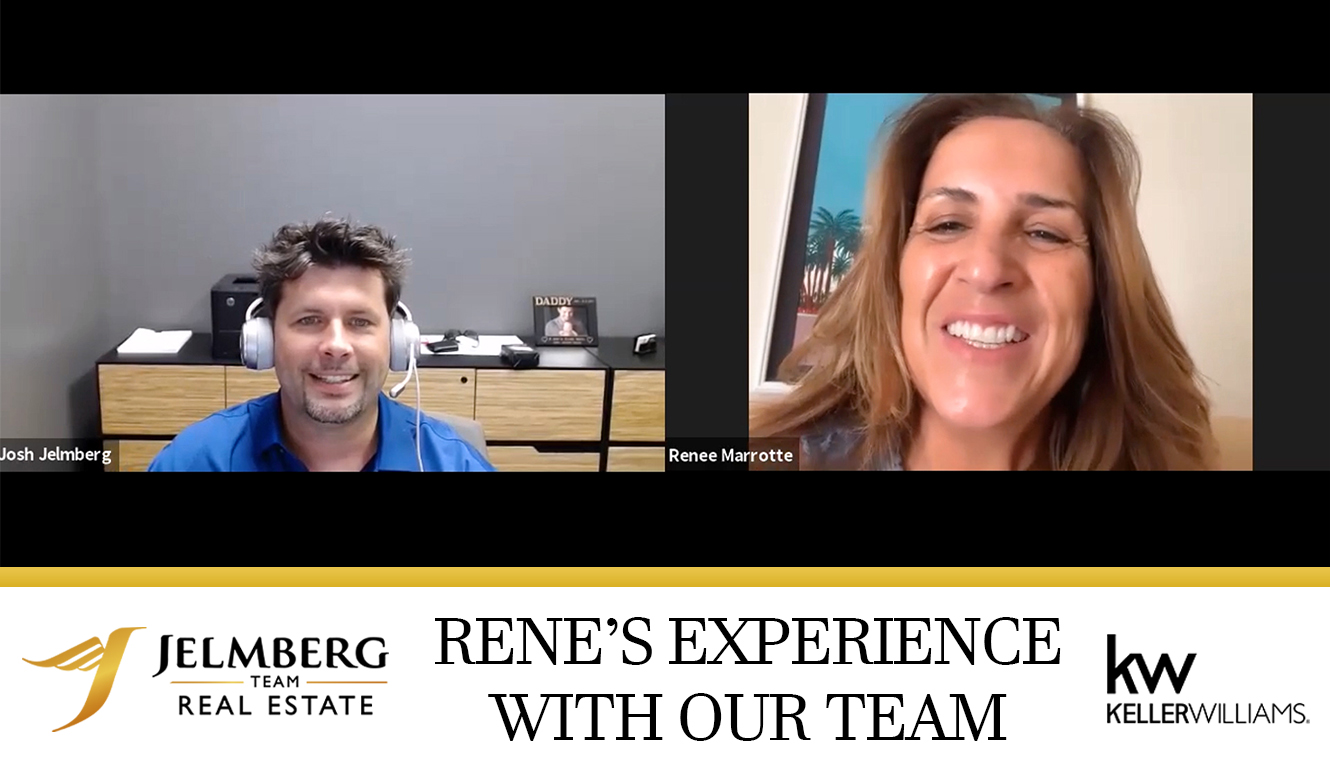 DADDY
Josh Jelmberg
Renee Marrotte
JELMBERG
TEAM
REAL ESTATE
RENE’S EXPERIENCE
WITH OUR TEAM
kw
KELLERWILLIAMS.